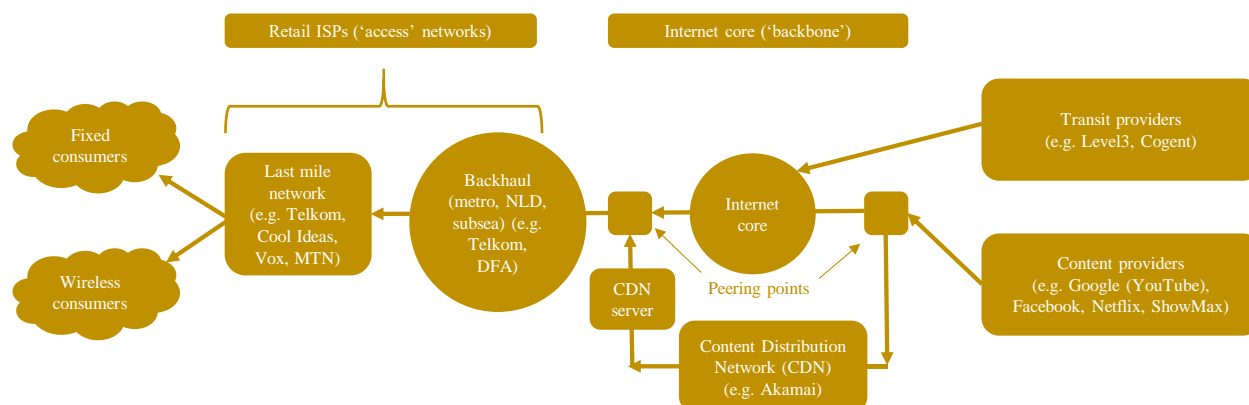 Retail ISPs (‘access’ networks)
Internet core (‘backbone’)
Fixed
consumers
Wireless
consumers
Last mile
network
(e.g. Telkom,
Cool Ideas,
Vox, MTN)
Backhaul
(metro, NLD,
subsea) (e.g.
Telkom,
DFA)
CDN
server
Peering points
Internet
core
Content Distribution
Network (CDN)
(e.g. Akamai)
Transit providers
(e.g. Level3, Cogent)
Content providers
(e.g. Google (YouTube),
Facebook, Netflix, ShowMax)